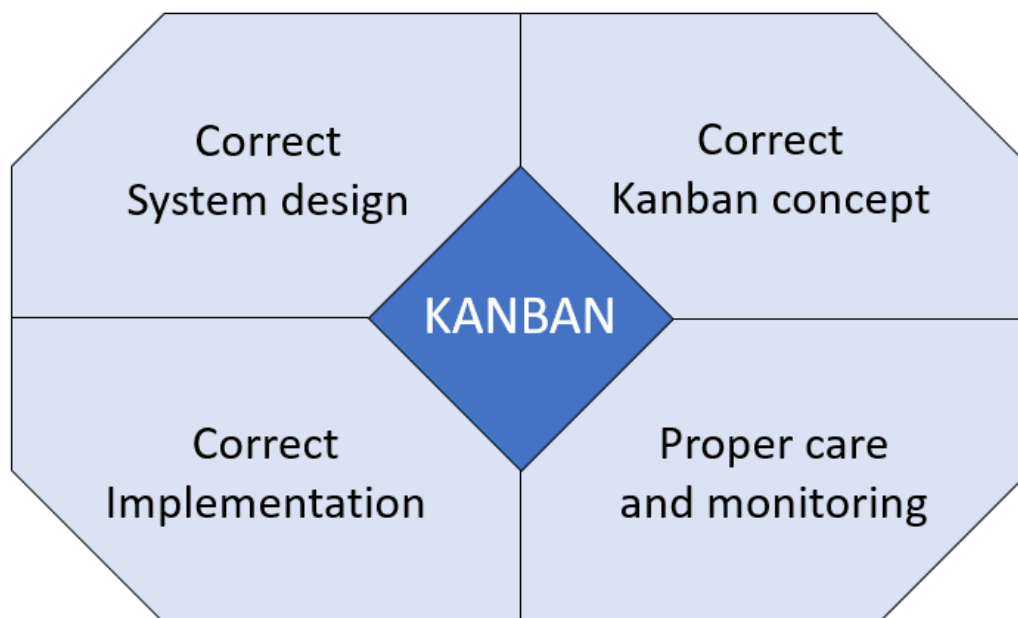 Correct
System design
Correct
Kanban concept
KANBAN
Correct
Implementation
Proper care
and monitoring